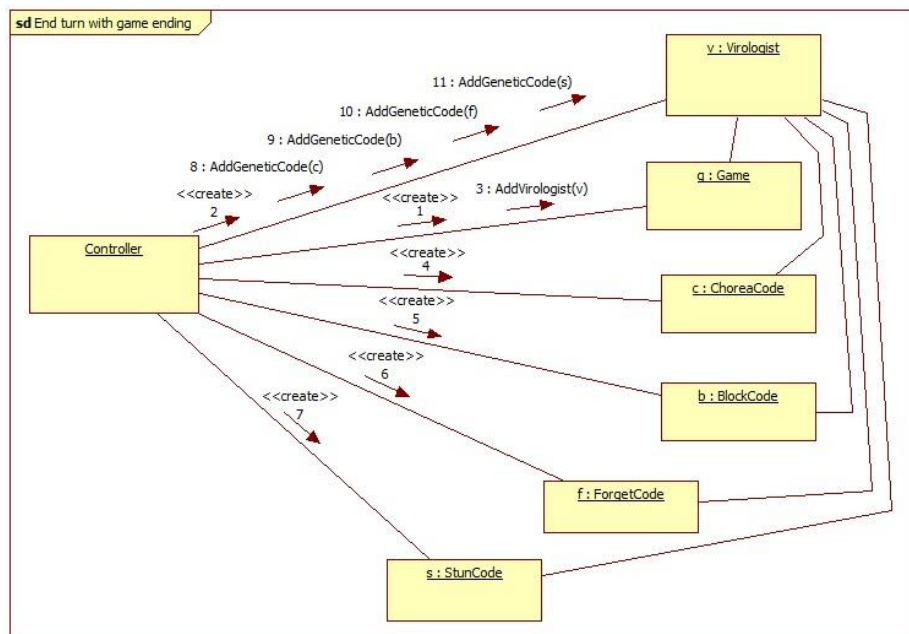 sd End turn with game ending
v : Virologist
11 : AddGeneticCode(s)
10 : AddGeneticCode(f)
9 : AddGeneticCode(b)
8 : AddGeneticCode(c)
<<create>>
2
3 : AddVirologist(v)
<<create>>
1
g : Game
Controller
<<create>>
4
c : ChoreaCode
<<create>>
5
<<create>>
6
b : BlockCode
<<create>>
7
f : ForgetCode
s : StunCode